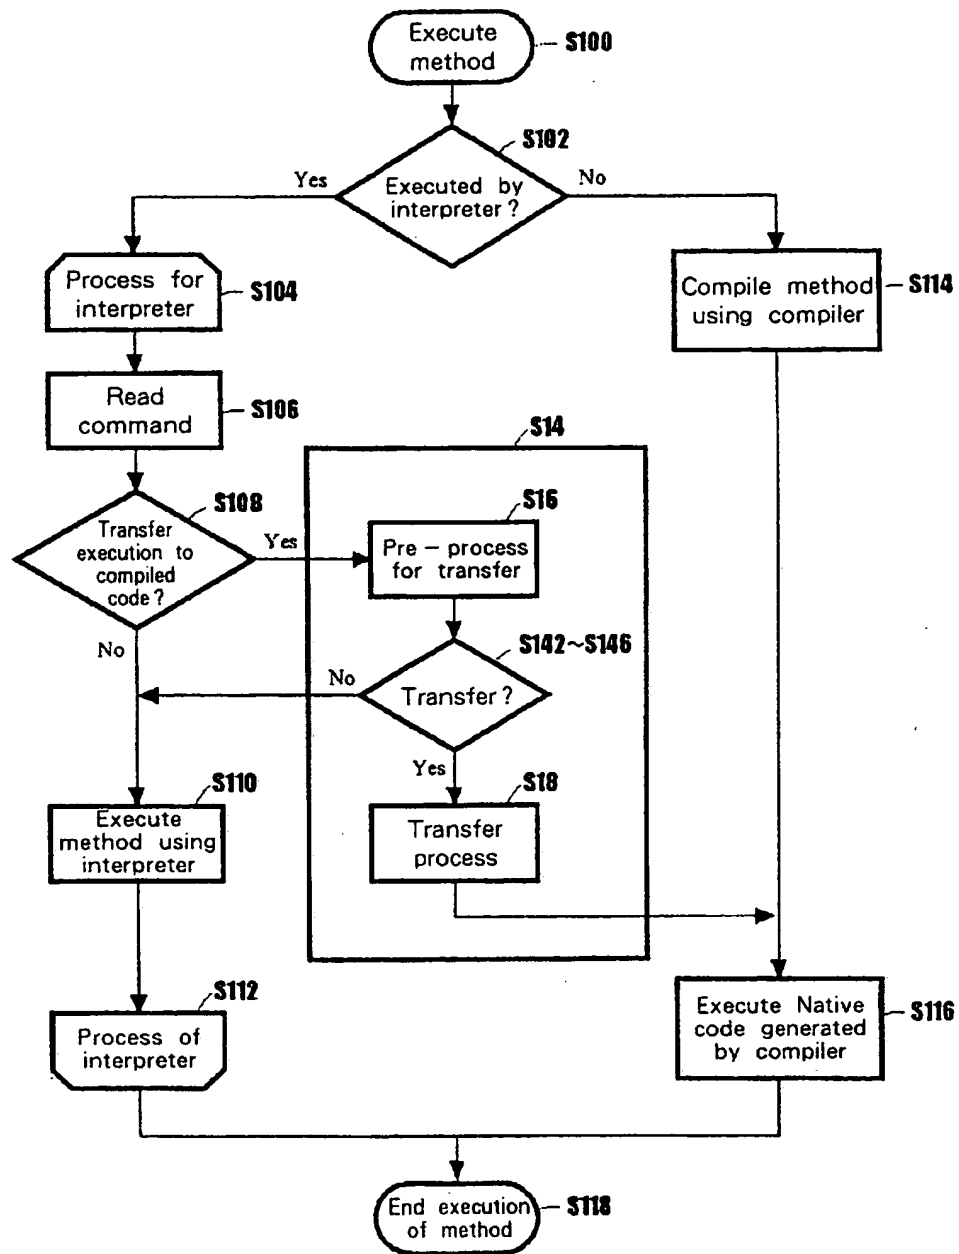 Execute
method
S100
S102
Executed by
interpreter?
Yes
No
Process for
interpreter
S104
Compile method
using compiler
S114
Read
command
S106
S14
S108
Transfer
execution to
compiled
code?
Yes
No
S16
Pre-process
for transfer
S142~S146
Transfer?
No
Yes
S18
Transfer
process
S110
Execute
method using
interpreter
S112
Process of
interpreter
Execute Native
code generated
by compiler
S116
End execution
of method
S118